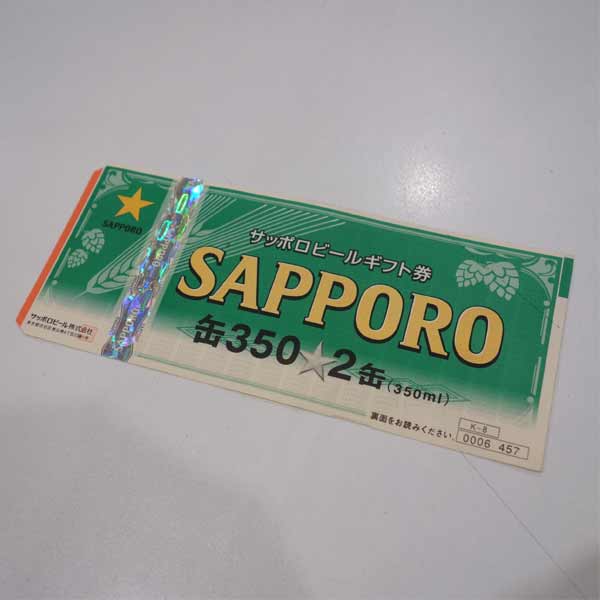 SAPPORO
サッポロビールギフト券
SAPPORO
缶350★2缶(350ml)
サッポロビール株式会社
裏面をお読みください。
K-8
0006 457